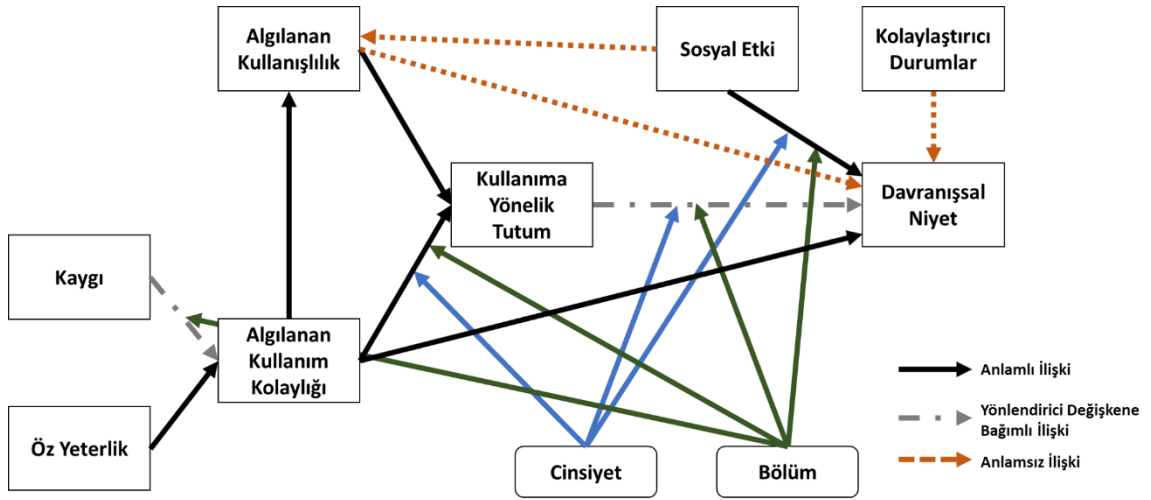 Algılanan
Kullanışlılık
Sosyal Etki
Kolaylaştırıcı
Durumlar
Kullanıma
Yönelik
Tutum
Davranışsal
Niyet
Kaygı
Algılanan
Kullanım
Kolaylığı
Öz Yeterlik
Cinsiyet
Bölüm
Anlamlı İlişki
Yönlendirici Değişkene
Bağımlı İlişki
Anlamsız İlişki